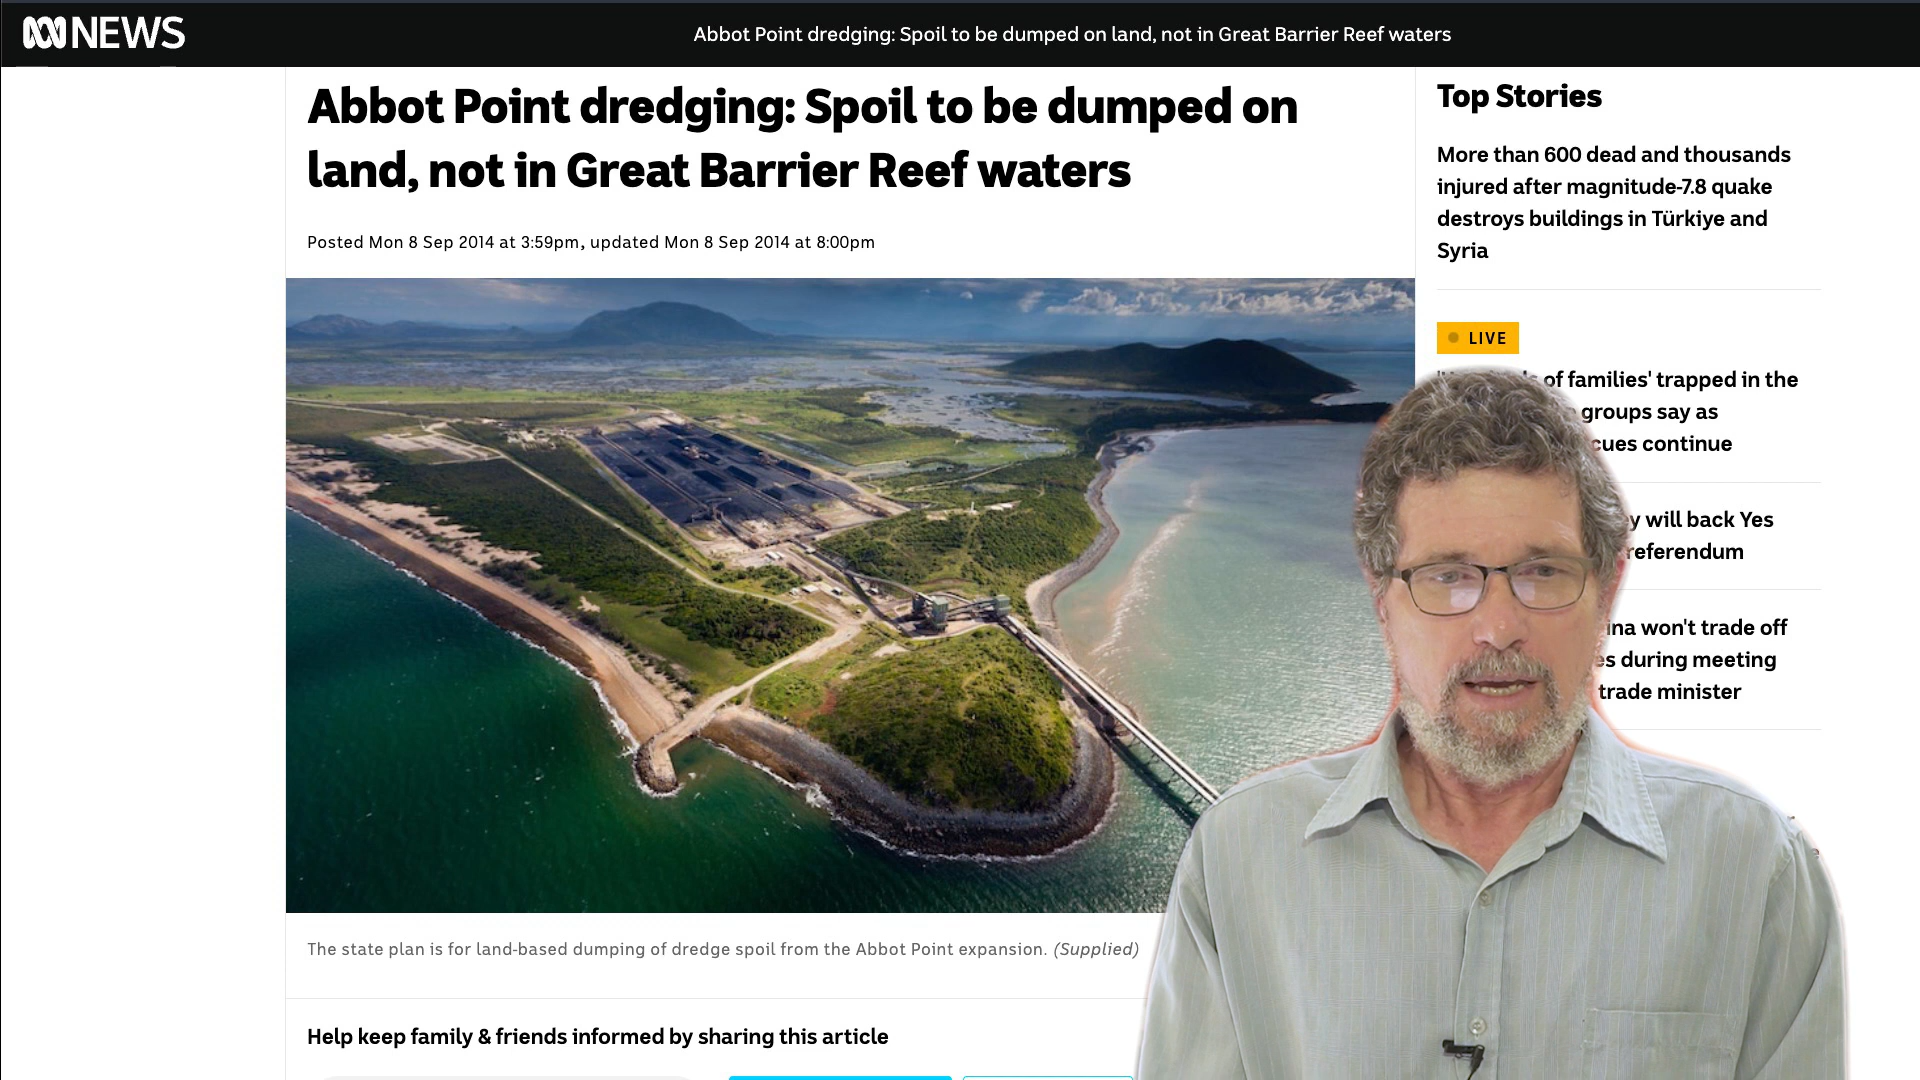 NEWS
Abbot Point dredging: Spoil to be dumped on land, not in Great Barrier Reef waters
Abbot Point dredging: Spoil to be dumped on
land, not in Great Barrier Reef waters
Posted Mon 8 Sep 2014 at 3:59pm, updated Mon 8 Sep 2014 at 8:00pm
The state plan is for land-based dumping of dredge spoil from the Abbot Point expansion. (Supplied)
Help keep family & friends informed by sharing this article
Top Stories
More than 600 dead and thousands
injured after magnitude-7.8 quake
destroys buildings in Türkiye and
Syria
LIVE
of families' trapped in the
groups say as
continue
will back Yes
referendum
won't trade off
during meeting
trade minister